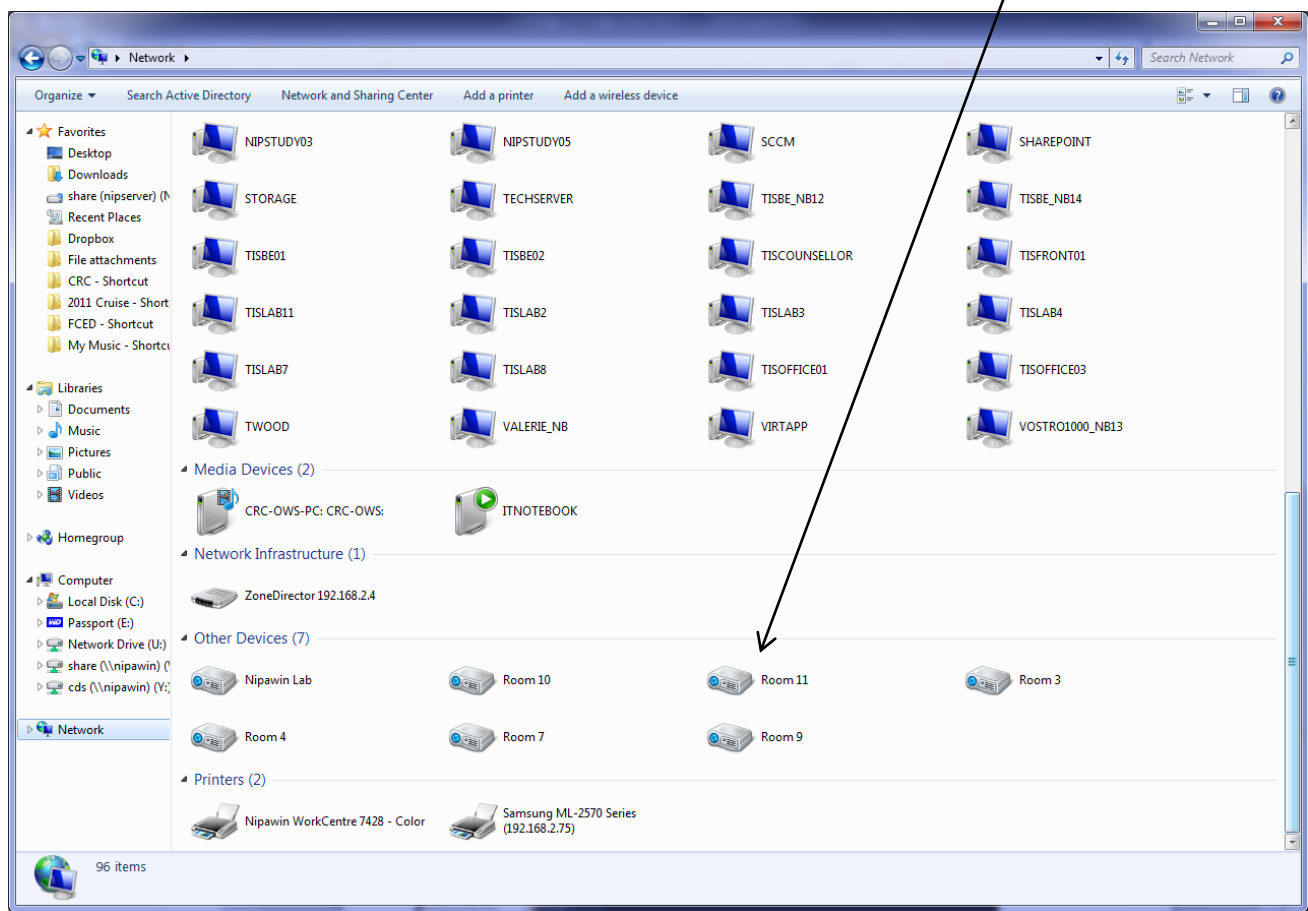 Network
Search Network
Organize
Search Active Directory
Network and Sharing Center
Add a printer
Add a wireless device
Favorites
Desktop
Downloads
share (nipserver) (N
Recent Places
Dropbox
File attachments
CRC - Shortcut
2011 Cruise - Short
FCED - Shortcut
My Music - Shortcu
Libraries
Documents
Music
Pictures
Public
Videos
Homegroup
Computer
Local Disk (C:)
Passport (E:)
Network Drive (U:)
share (\\nipawin) (
cds (\\nipawin) (Y:)
Network
NIPSTUDY03
NIPSTUDY05
SCCM
SHAREPOINT
STORAGE
TECHSERVER
TISBE_NB12
TISBE_NB14
TISBE01
TISBE02
TISCOUNSELLOR
TISFRONT01
TISLAB11
TISLAB2
TISLAB3
TISLAB4
TISLAB7
TISLAB8
TISOFFICE01
TISOFFICE03
TWOOD
VALERIE_NB
VIRTAPP
VOSTRO1000_NB13
Media Devices (2)
CRC-OWS-PC: CRC-OWS:
ITNOTEBOOK
Network Infrastructure (1)
ZoneDirector 192.168.2.4
Other Devices (7)
Nipawin Lab
Room 10
Room 11
Room 3
Room 4
Room 7
Room 9
Printers (2)
Nipawin WorkCentre 7428 - Color
Samsung ML-2570 Series
(192.168.2.75)
96 items